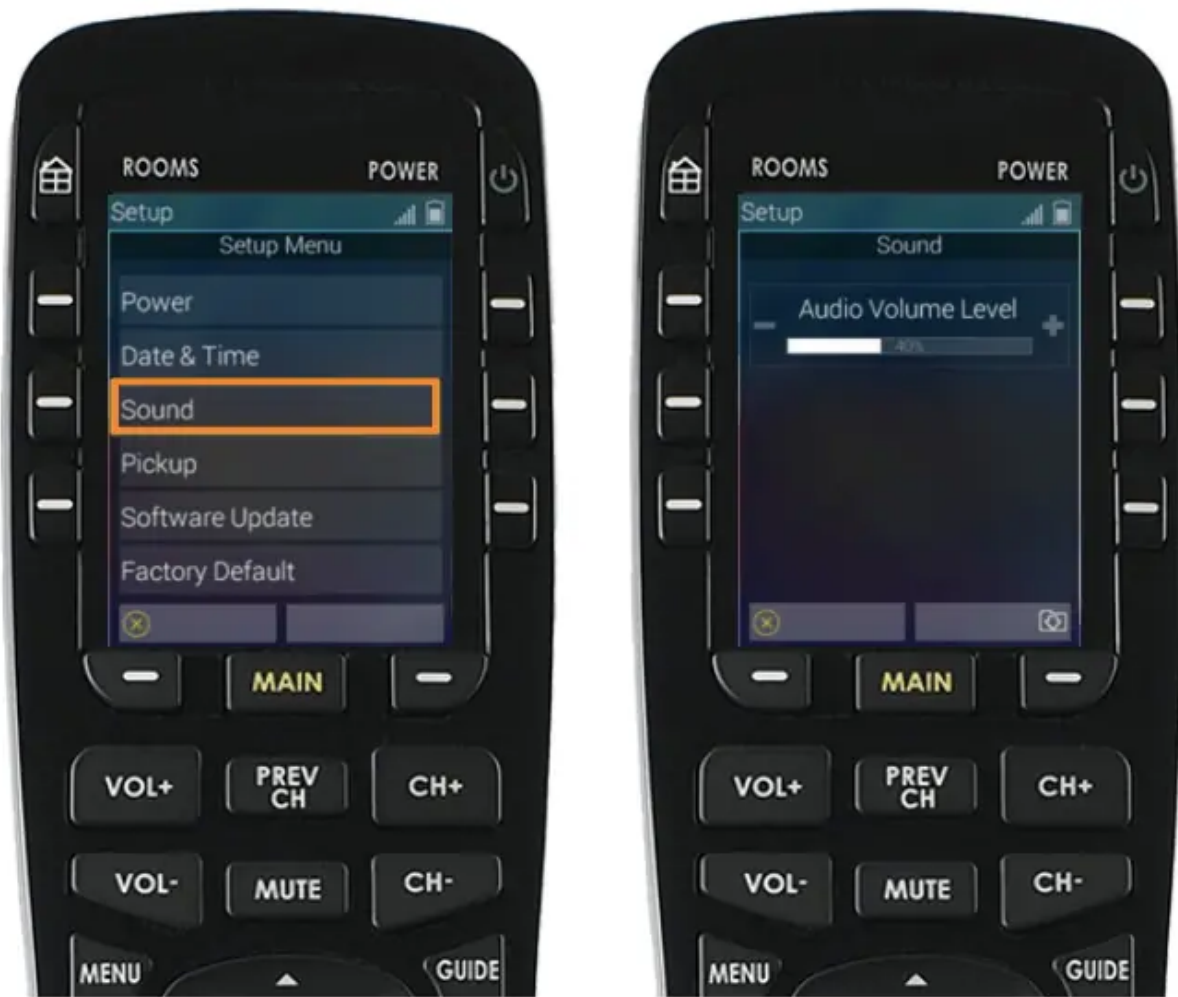 ROOMS POWER
Setup
Setup Menu
Power
Date & Time
Sound
Pickup
Software Update
Factory Default
MAIN
VOL+ PREV CH CH+
VOL- MUTE CH-
MENU GUIDE
ROOMS POWER
Setup
Sound
Audio Volume Level
40%
MAIN
VOL+ PREV CH CH+
VOL- MUTE CH-
MENU GUIDE